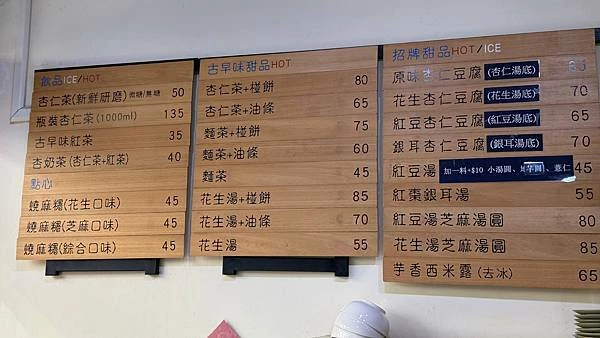 飲品ICE/HOT
杏仁茶(新鮮研磨)微糖/無糖 50
瓶裝杏仁茶(1000ml) 135
古早味紅茶 35
杏奶茶(杏仁茶+紅茶) 40
點心
燒麻糬(花生口味) 45
燒麻糬(芝麻口味) 45
燒麻糬(綜合口味) 45
古早味甜品HOT
杏仁茶+椪餅 80
杏仁茶+油條 65
麵茶+椪餅 75
麵茶+油條 60
麵茶 45
花生湯+椪餅 85
花生湯+油條 70
花生湯 55
招牌甜品HOT/ICE
原味杏仁豆腐(杏仁湯底)
花生杏仁豆腐(花生湯底) 70
紅豆杏仁豆腐(紅豆湯底) 65
銀耳杏仁豆腐(銀耳湯底) 70
紅豆湯 加一料+$10 小湯圓、芋圓、薏仁 45
紅棗銀耳湯 55
紅豆湯芝麻湯圓 80
花生湯芝麻湯圓 85
芋香西米露(去冰) 65